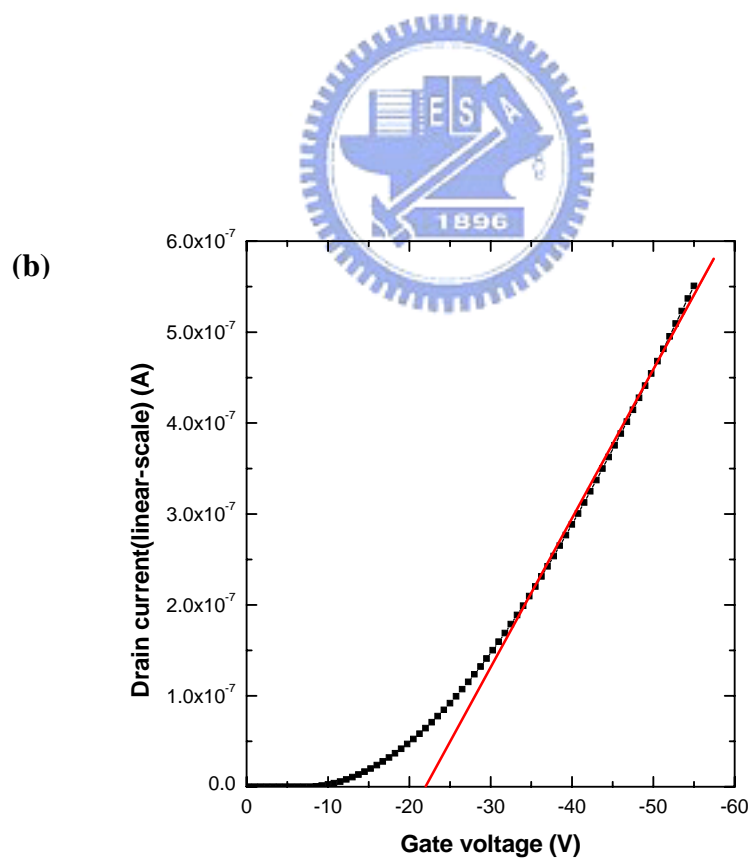 E S A
1896
(b)
6.0x10⁻⁷
5.0x10⁻⁷
4.0x10⁻⁷
3.0x10⁻⁷
2.0x10⁻⁷
1.0x10⁻⁷
0.0
Drain current(linear-scale) (A)
0 -10 -20 -30 -40 -50 -60
Gate voltage (V)